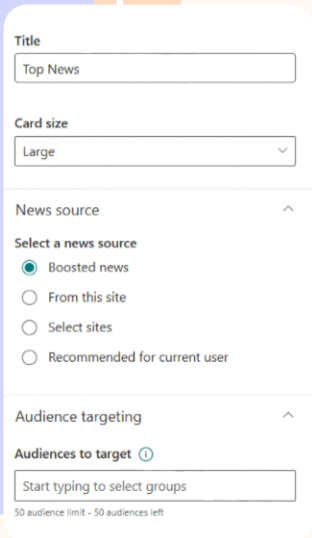 Title
Top News
Card size
Large
News source
Select a news source
Boosted news
From this site
Select sites
Recommended for current user
Audience targeting
Audiences to target
Start typing to select groups
50 audience limit - 50 audiences left